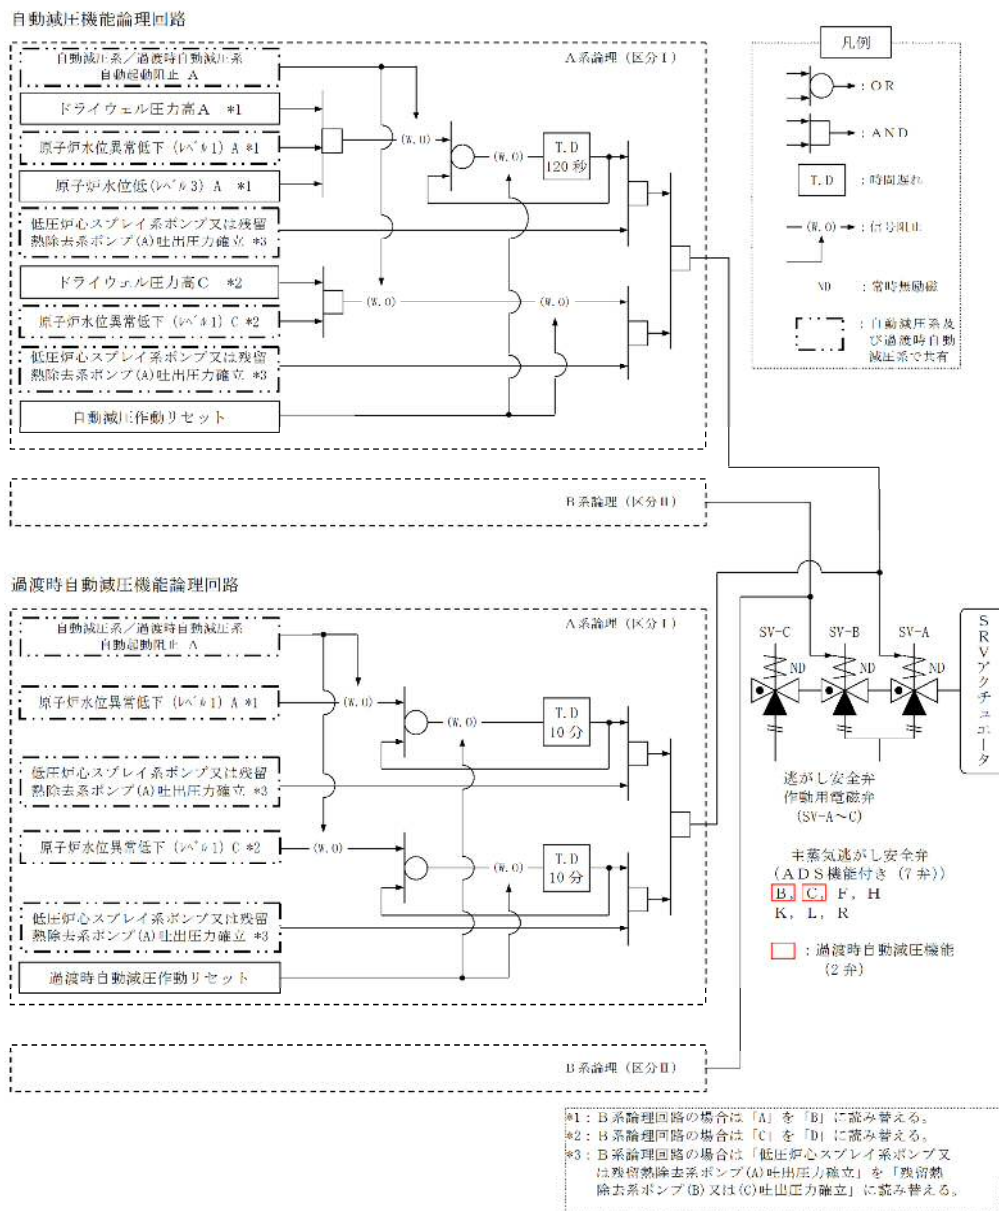 自動減圧機能論理回路
A系論理(区分Ⅰ)
自動減圧系/過渡時自動減圧系
自動起動阻止 A
ドライウェル圧力高A *1
原子炉水位異常低下(レベル1)A *1
原子炉水位低(レベル3)A *1
低圧炉心スプレイ系ポンプ又は残留
熱除去系ポンプ(A)吐出圧力確立 *3
ドライウェル圧力高C *2
原子炉水位異常低下(レベル1)C *2
低圧炉心スプレイ系ポンプ又は残留
熱除去系ポンプ(A)吐出圧力確立 *3
自動減圧作動リセット
(W.O)
(W.O)
T.D
120秒
(W.O)
(W.O)
凡例
:OR
:AND
T.D :時間遅れ
(W.O) :信号阻止
ND :常時無励磁
:自動減圧系及
び過渡時自動
減圧系で共有
B系論理(区分Ⅱ)
過渡時自動減圧機能論理回路
A系論理(区分Ⅰ)
自動減圧系/過渡時自動減圧系
自動起動阻止 A
原子炉水位異常低下(レベル1)A *1
低圧炉心スプレイ系ポンプ又は残留
熱除去系ポンプ(A)吐出圧力確立 *3
原子炉水位異常低下(レベル1)C *2
低圧炉心スプレイ系ポンプ又は残留
熱除去系ポンプ(A)吐出圧力確立 *3
過渡時自動減圧作動リセット
(W.O)
(W.O)
T.D
10分
(W.O)
(W.O)
T.D
10分
B系論理(区分Ⅱ)
SV-C SV-B SV-A
ND ND ND
SRVアクチュエータ
逃がし安全弁
作動用電磁弁
(SV-A~C)
主蒸気逃がし安全弁
(ADS機能付き(7弁))
B, C, F, H
K, L, R
:過渡時自動減圧機能
(2弁)
*1:B系論理回路の場合は「A」を「B」に読み替える。
*2:B系論理回路の場合は「C」を「D」に読み替える。
*3:B系論理回路の場合は「低圧炉心スプレイ系ポンプ又
は残留熱除去系ポンプ(A)吐出圧力確立」を「残留熱
除去系ポンプ(B)又は(C)吐出圧力確立」に読み替える。